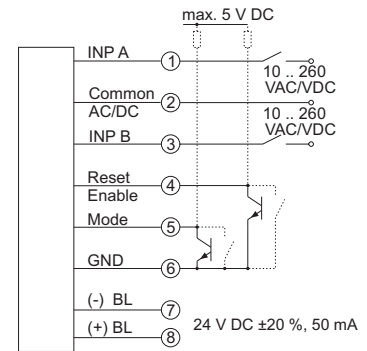 max. 5 V DC
INP A
1
10 .. 260
VAC/VDC
Common
AC/DC
2
10 .. 260
VAC/VDC
INP B
3
Reset
Enable
4
Mode
5
GND
6
(-) BL
7
(+) BL
8
24 V DC ±20 %, 50 mA